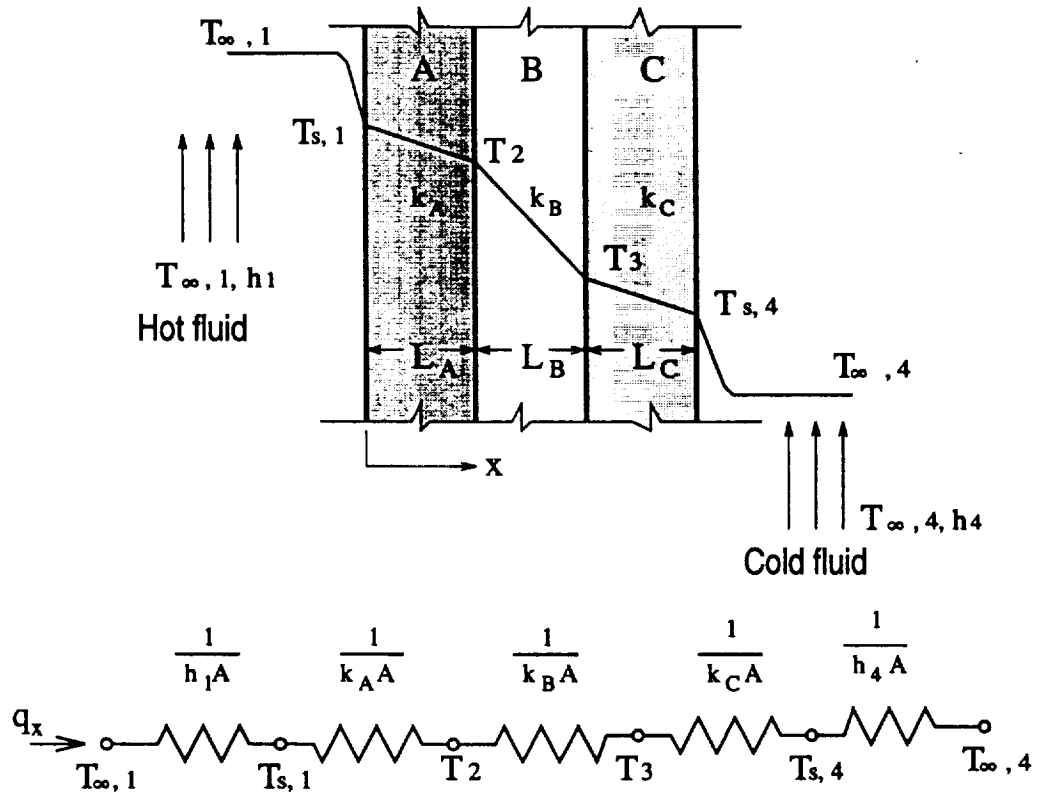 T∞, 1
A B C
Ts, 1
T2
kA kB kC
T3
T∞, 1, h1
Hot fluid
Ts, 4
LA LB LC
T∞, 4
x
T∞, 4, h4
Cold fluid
1/h1A 1/kAA 1/kBA 1/kCA 1/h4A
qx
T∞, 1 Ts, 1 T2 T3 Ts, 4 T∞, 4